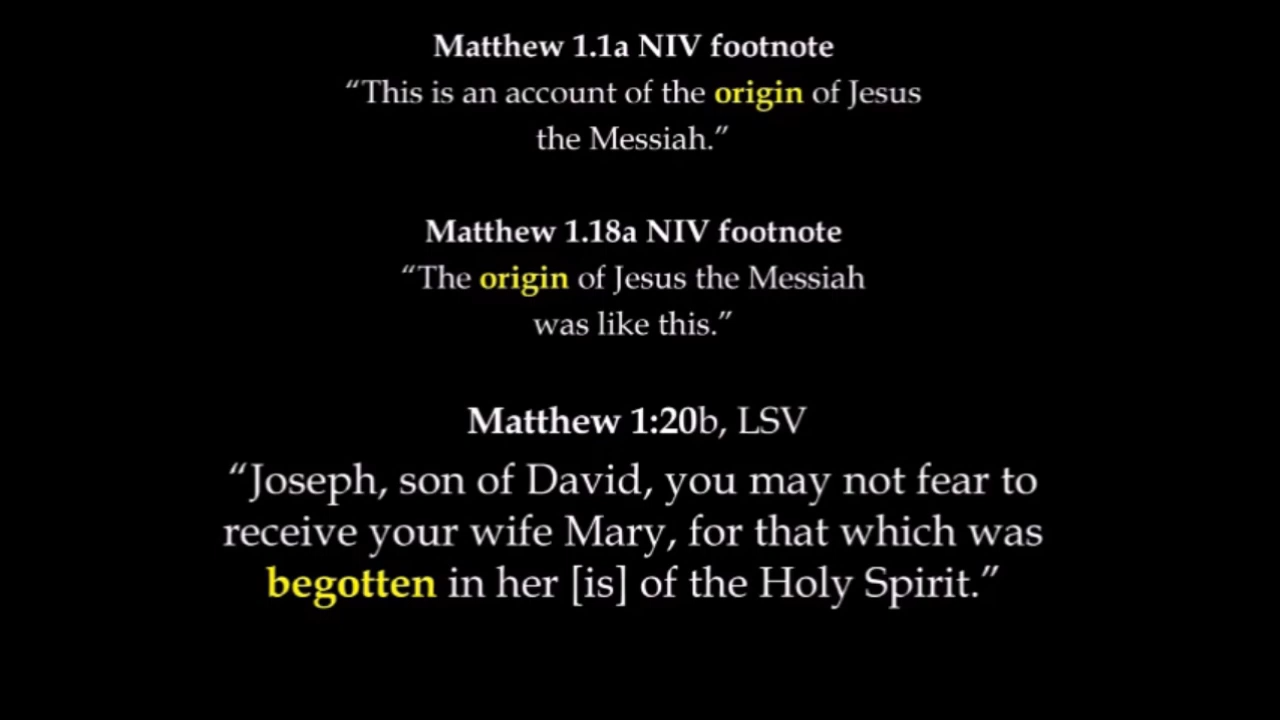 Matthew 1.1a NIV footnote
“This is an account of the origin of Jesus
the Messiah.”
Matthew 1.18a NIV footnote
“The origin of Jesus the Messiah
was like this.”
Matthew 1:20b, LSV
“Joseph, son of David, you may not fear to
receive your wife Mary, for that which was
begotten in her [is] of the Holy Spirit.”